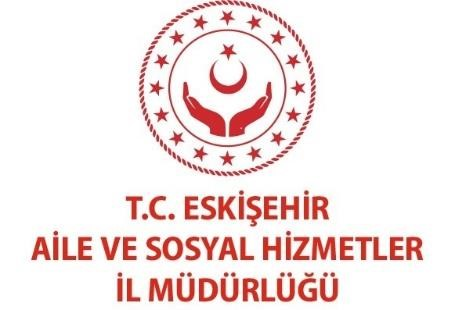 T.C. ESKİŞEHİR
AİLE VE SOSYAL HİZMETLER
İL MÜDÜRLÜĞÜ